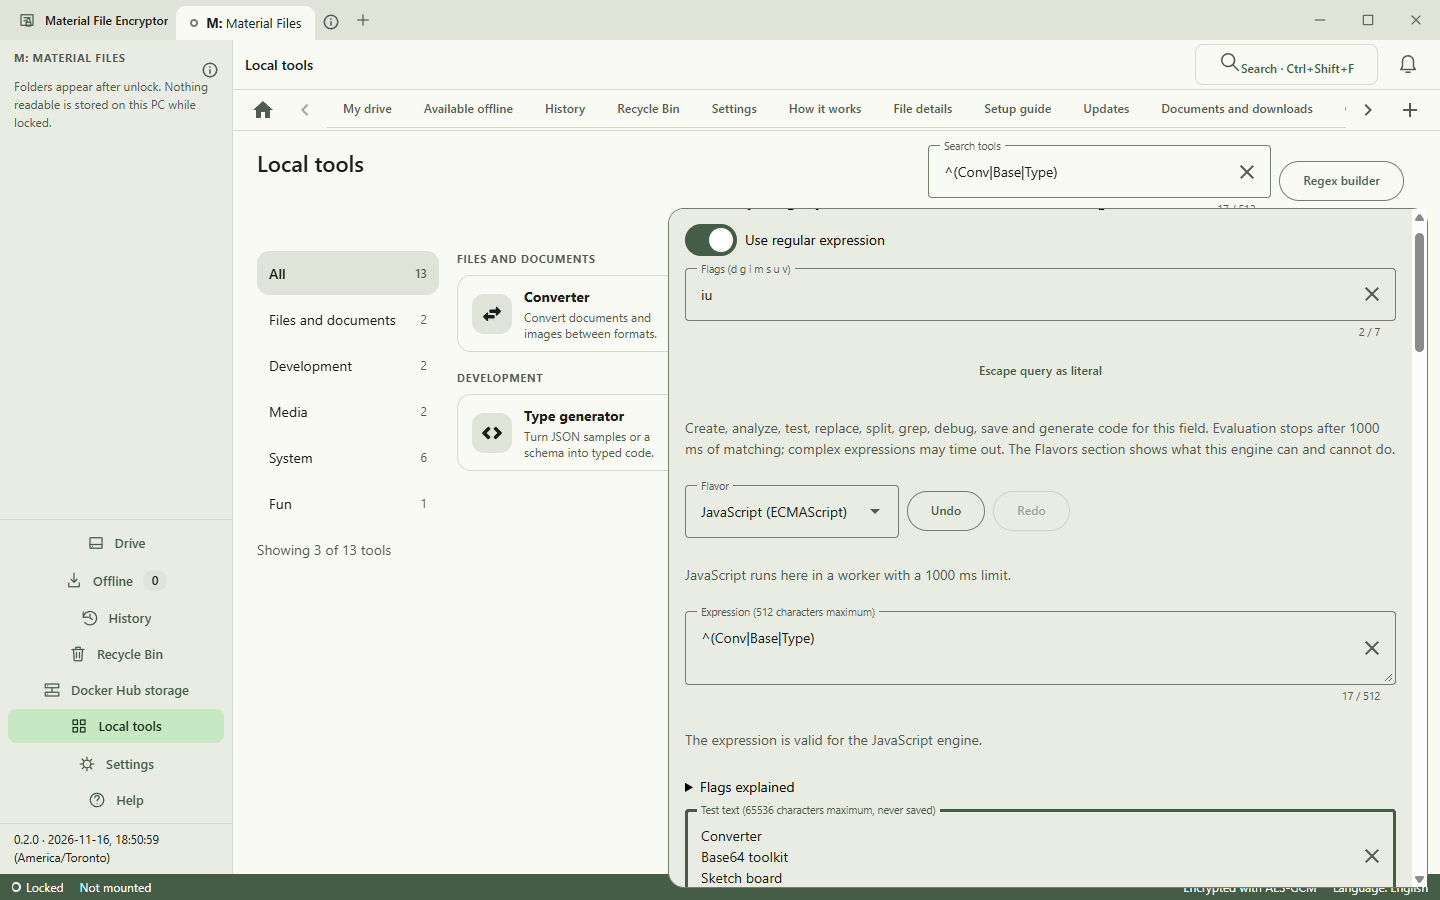 Material File Encryptor
M: Material Files
M: MATERIAL FILES
Folders appear after unlock. Nothing
readable is stored on this PC while
locked.
Local tools
Search · Ctrl+Shift+F
My drive
Available offline
History
Recycle Bin
Settings
How it works
File details
Setup guide
Updates
Documents and downloads
Local tools
Search tools
^(Conv|Base|Type)
Regex builder
17 / 512
All 13
Files and documents 2
Development 2
Media 2
System 6
Fun 1
Showing 3 of 13 tools
FILES AND DOCUMENTS
Converter
Convert documents and
images between formats.
DEVELOPMENT
Type generator
Turn JSON samples or a
schema into typed code.
Use regular expression
Flags (d g i m s u v)
iu
2 / 7
Escape query as literal
Create, analyze, test, replace, split, grep, debug, save and generate code for this field. Evaluation stops after 1000
ms of matching; complex expressions may time out. The Flavors section shows what this engine can and cannot do.
Flavor
JavaScript (ECMAScript)
Undo
Redo
JavaScript runs here in a worker with a 1000 ms limit.
Expression (512 characters maximum)
^(Conv|Base|Type)
17 / 512
The expression is valid for the JavaScript engine.
Flags explained
Test text (65536 characters maximum, never saved)
Converter
Base64 toolkit
Sketch board
Drive
Offline 0
History
Recycle Bin
Docker Hub storage
Local tools
Settings
Help
0.2.0 · 2026-11-16, 18:50:59
(America/Toronto)
Locked
Not mounted
Encrypted with AES-GCM
Language: English